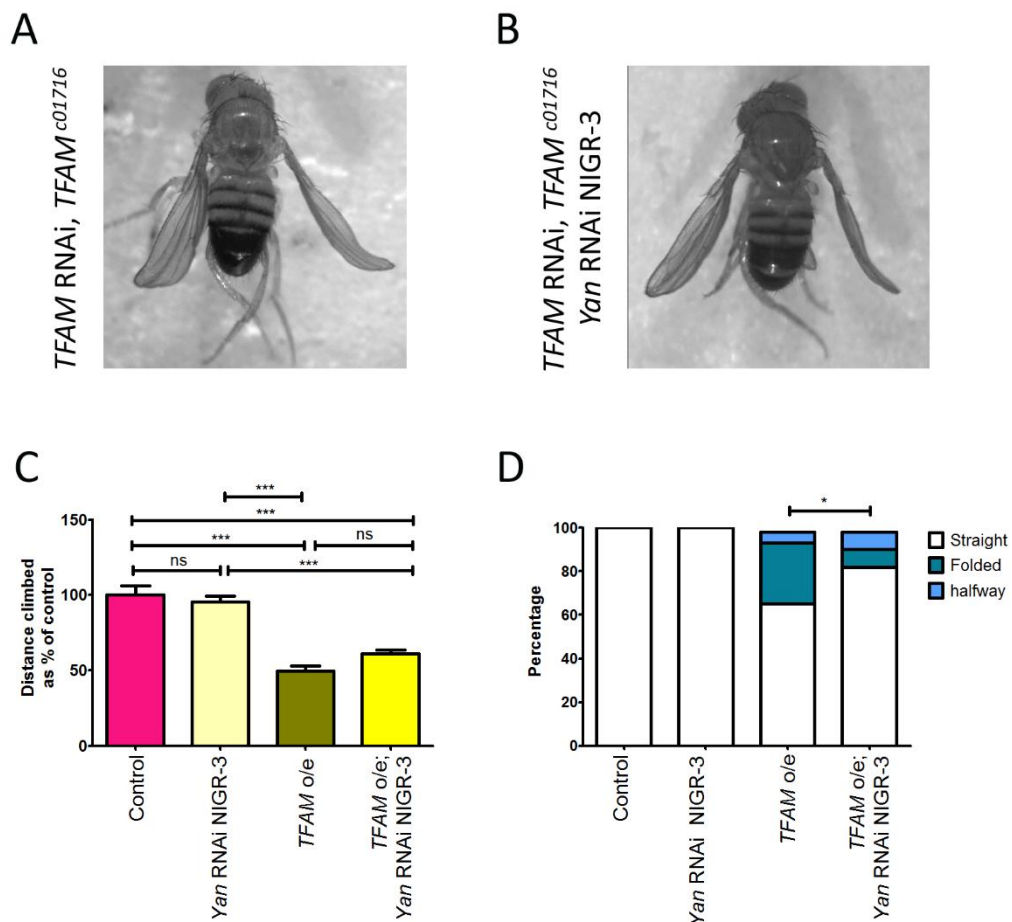 A
TFAM RNAi, TFAM c01716
B
TFAM RNAi, TFAM c01716
Yan RNAi NIGR-3
C
Distance climbed
as % of control
150
100
50
0
***
***
***
ns
ns
***
Control
Yan RNAi NIGR-3
TFAM o/e
TFAM o/e;
Yan RNAi NIGR-3
D
Percentage
100
80
60
40
20
0
*
Straight
Folded
halfway
Control
Yan RNAi NIGR-3
TFAM o/e
TFAM o/e;
Yan RNAi NIGR-3